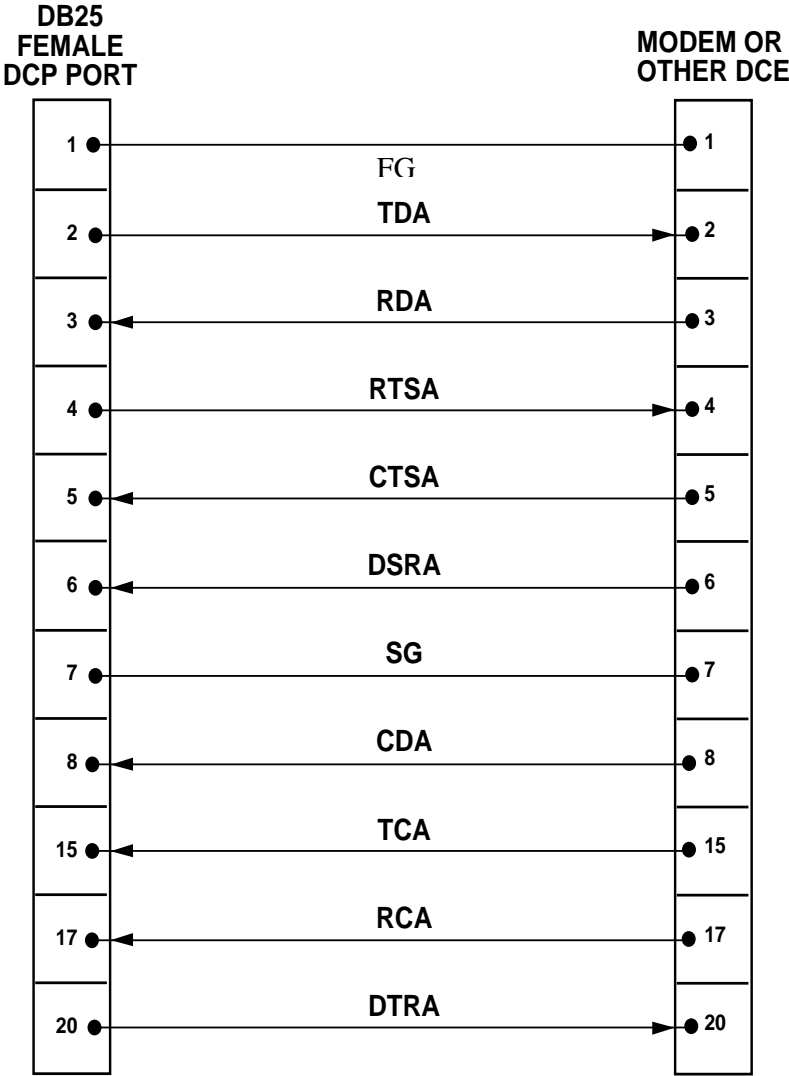 DB25
FEMALE
DCP PORT
MODEM OR
OTHER DCE
1 FG 1
2 TDA 2
3 RDA 3
4 RTSA 4
5 CTSA 5
6 DSRA 6
7 SG 7
8 CDA 8
15 TCA 15
17 RCA 17
20 DTRA 20